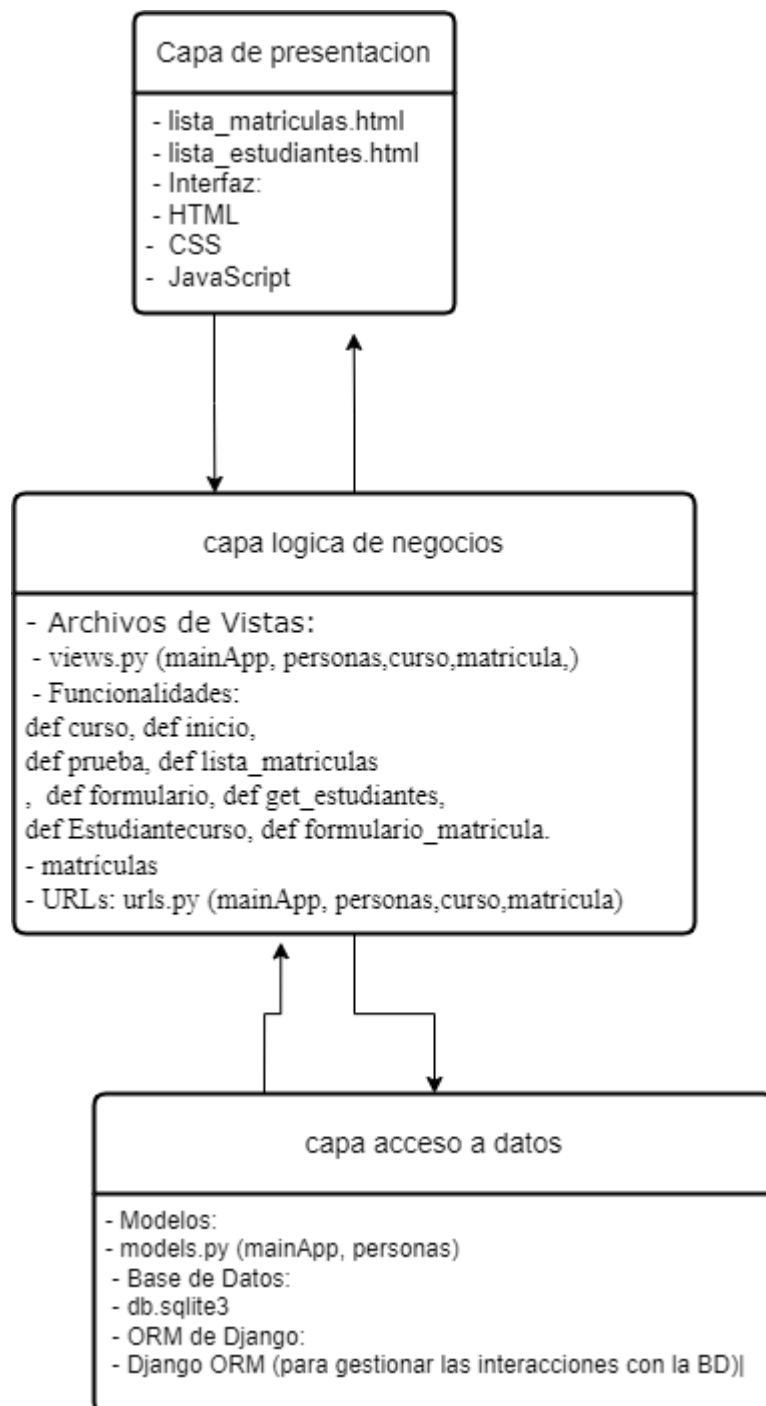 Capa de presentacion
- lista_matriculas.html
- lista_estudiantes.html
- Interfaz:
- HTML
- CSS
- JavaScript
capa logica de negocios
- Archivos de Vistas:
- views.py (mainApp, personas,curso,matricula,)
- Funcionalidades:
def curso, def inicio,
def prueba, def lista_matriculas
, def formulario, def get_estudiantes,
def Estudiantecurso, def formulario_matricula.
- matrículas
- URLs: urls.py (mainApp, personas,curso,matricula)
capa acceso a datos
- Modelos:
- models.py (mainApp, personas)
- Base de Datos:
- db.sqlite3
- ORM de Django:
- Django ORM (para gestionar las interacciones con la BD)|